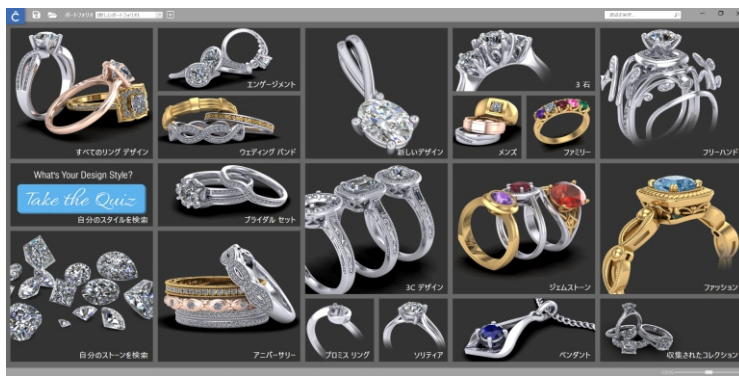 ポートフォリオ
すべてのリング デザイン
エンゲージメント
ウェディング バンド
新しいデザイン
3 石
メンズ
ファミリー
フリーハンド
What's Your Design Style?
Take the Quiz
自分のスタイルを検索
ブライダル セット
3C デザイン
ジェムストーン
ファッション
自分のストーンを検索
アニバーサリー
プロミス リング
ソリティア
ペンダント
収集されたコレクション